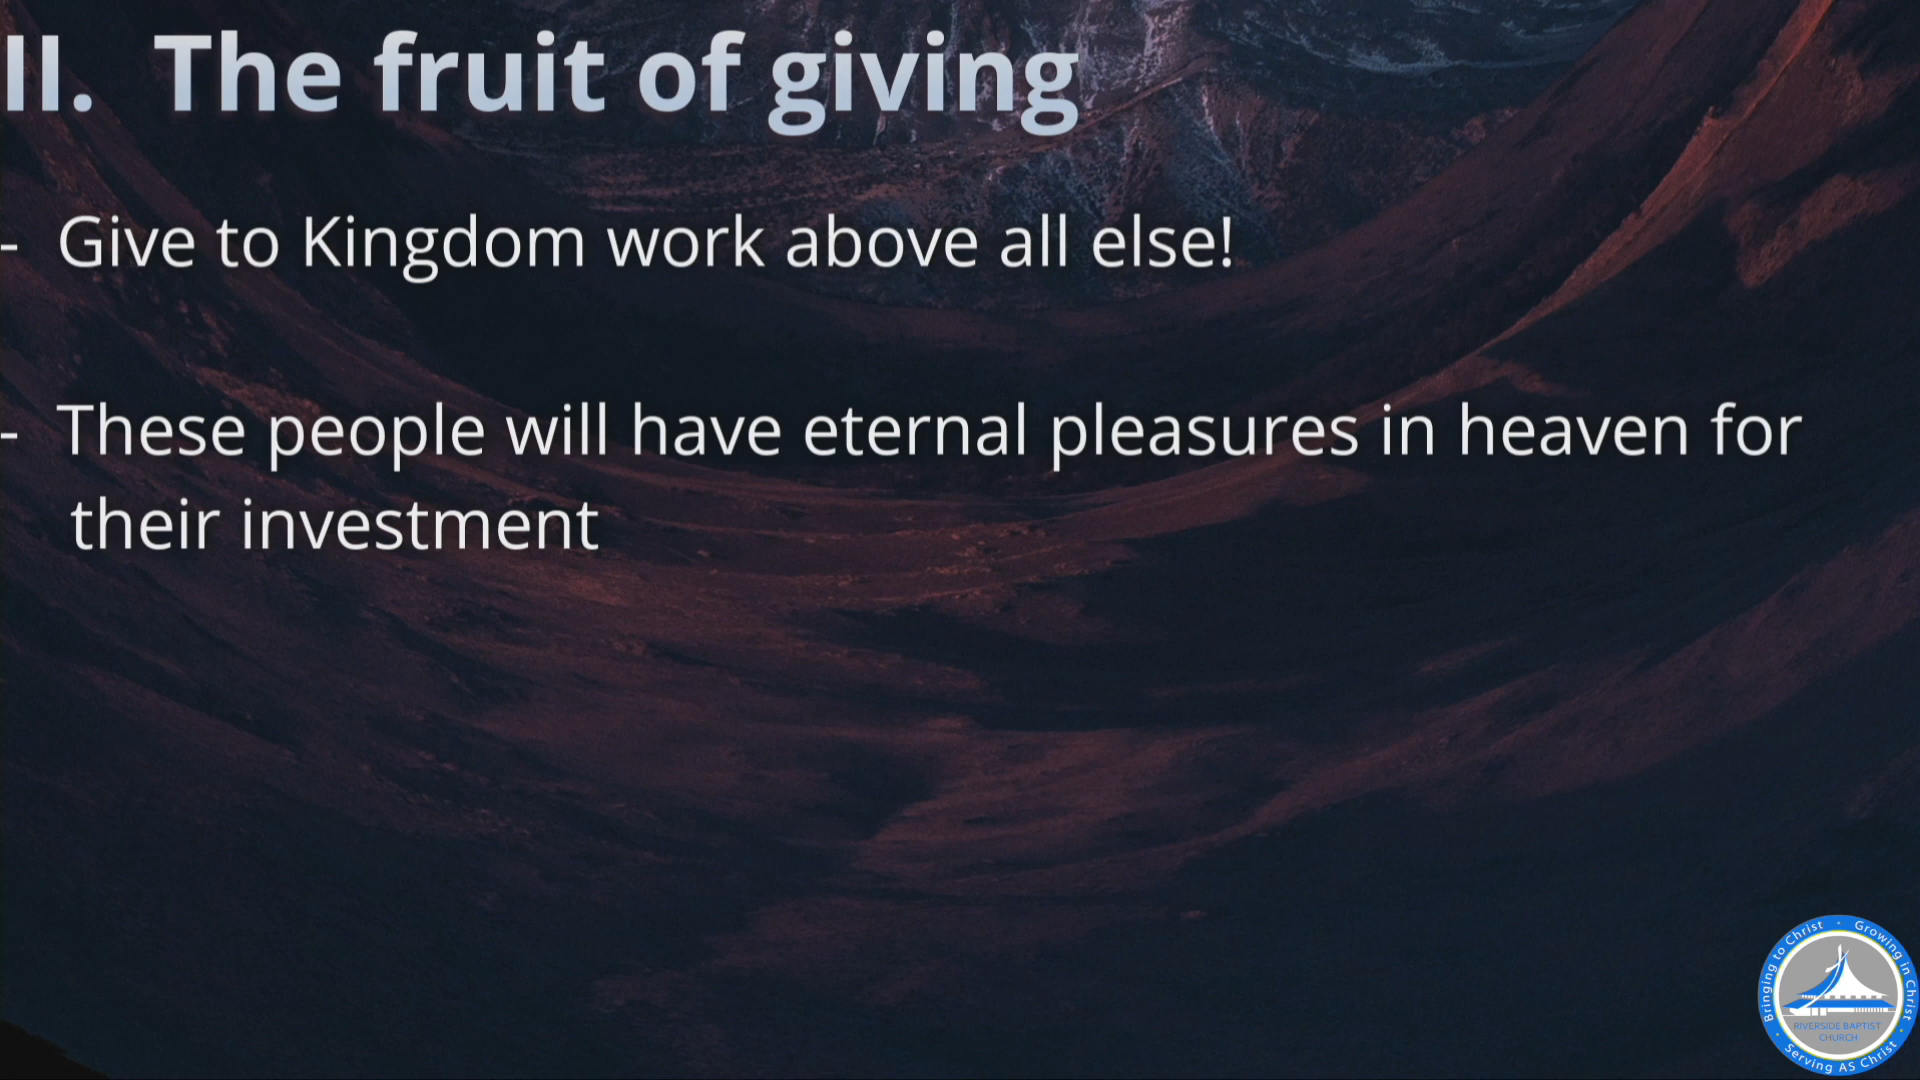 II. The fruit of giving
- Give to Kingdom work above all else!
- These people will have eternal pleasures in heaven for
their investment
Bringing to Christ · Growing in Christ · Serving AS Christ ·
RIVERSIDE BAPTIST
CHURCH